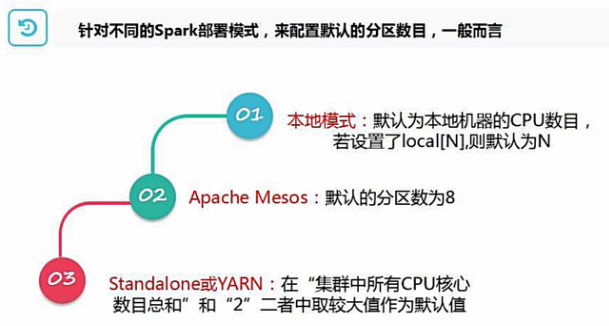 针对不同的Spark部署模式，来配置默认的分区数目，一般而言
01
本地模式：默认为本地机器的CPU数目，
若设置了local[N],则默认为N
02
Apache Mesos：默认的分区数为8
03
Standalone或YARN：在“集群中所有CPU核心
数目总和”和“2”二者中取较大值作为默认值